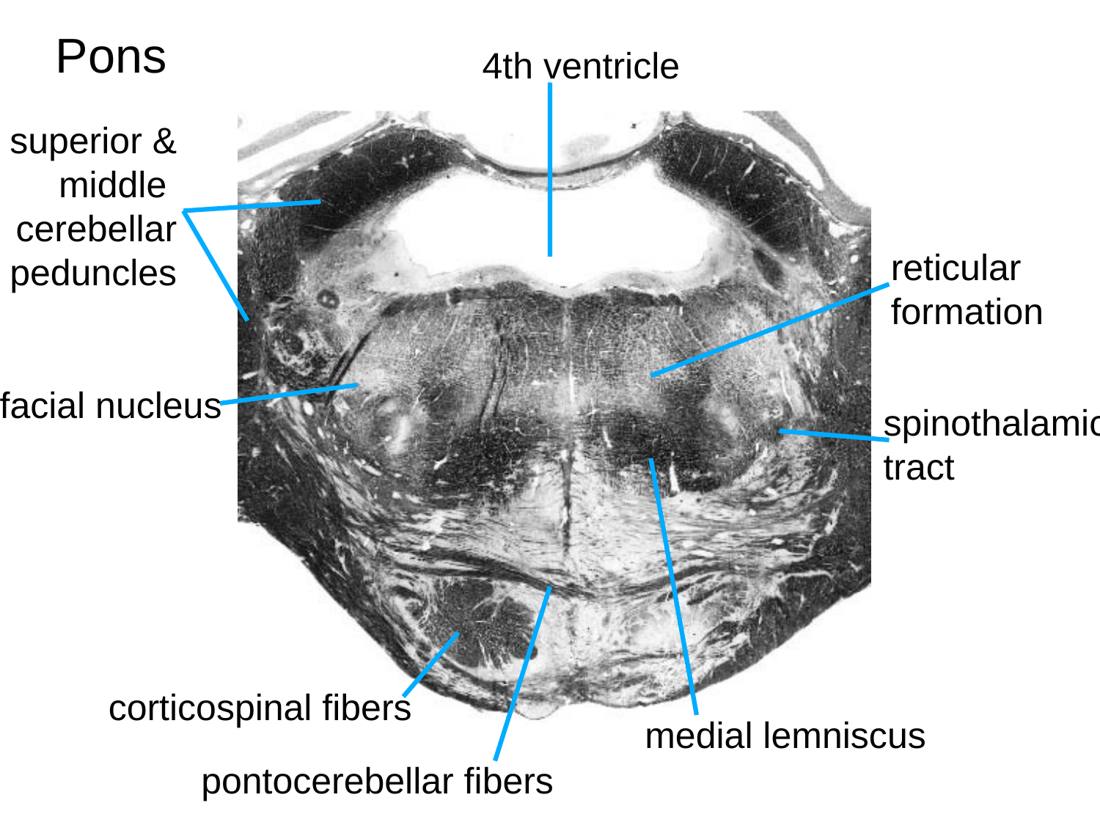 Pons
4th ventricle
superior &
middle
cerebellar
peduncles
reticular
formation
facial nucleus
spinothalamic
tract
corticospinal fibers
medial lemniscus
pontocerebellar fibers